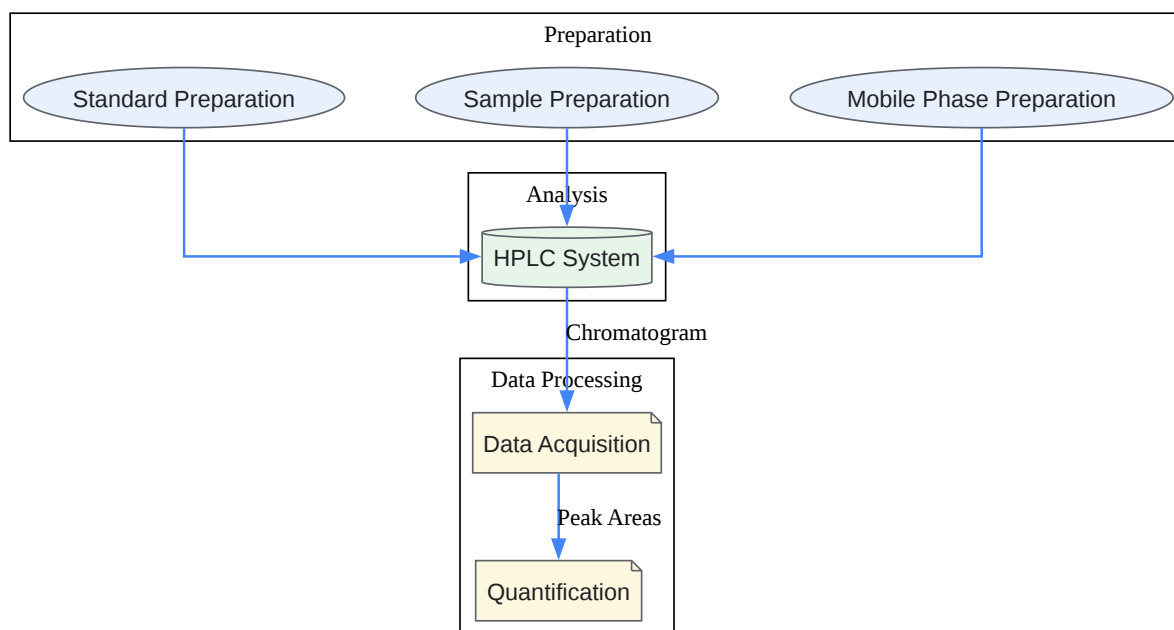 Preparation
Standard Preparation
Sample Preparation
Mobile Phase Preparation
Analysis
HPLC System
Chromatogram
Data Processing
Data Acquisition
Peak Areas
Quantification